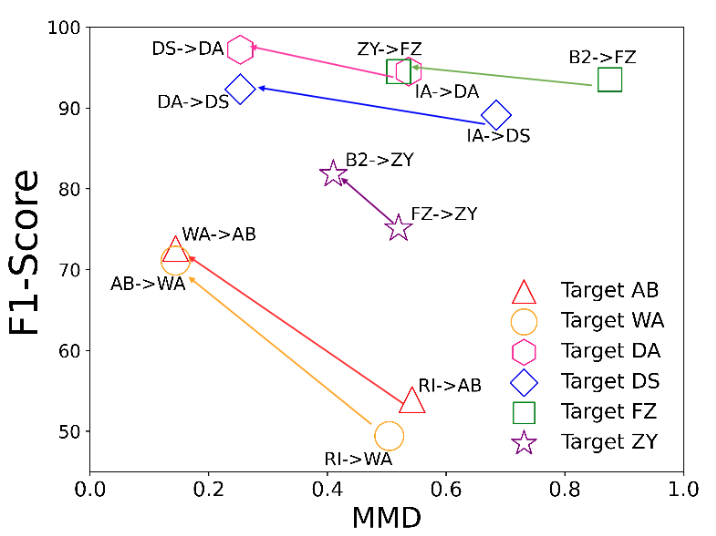 100
DS->DA
ZY->FZ
B2->FZ
IA->DA
DA->DS
90
IA->DS
B2->ZY
80
FZ->ZY
F1-Score
WA->AB
70
AB->WA
Target AB
Target WA
Target DA
60
RI->AB
Target DS
Target FZ
50
Target ZY
RI->WA
0.0 0.2 0.4 0.6 0.8 1.0
MMD